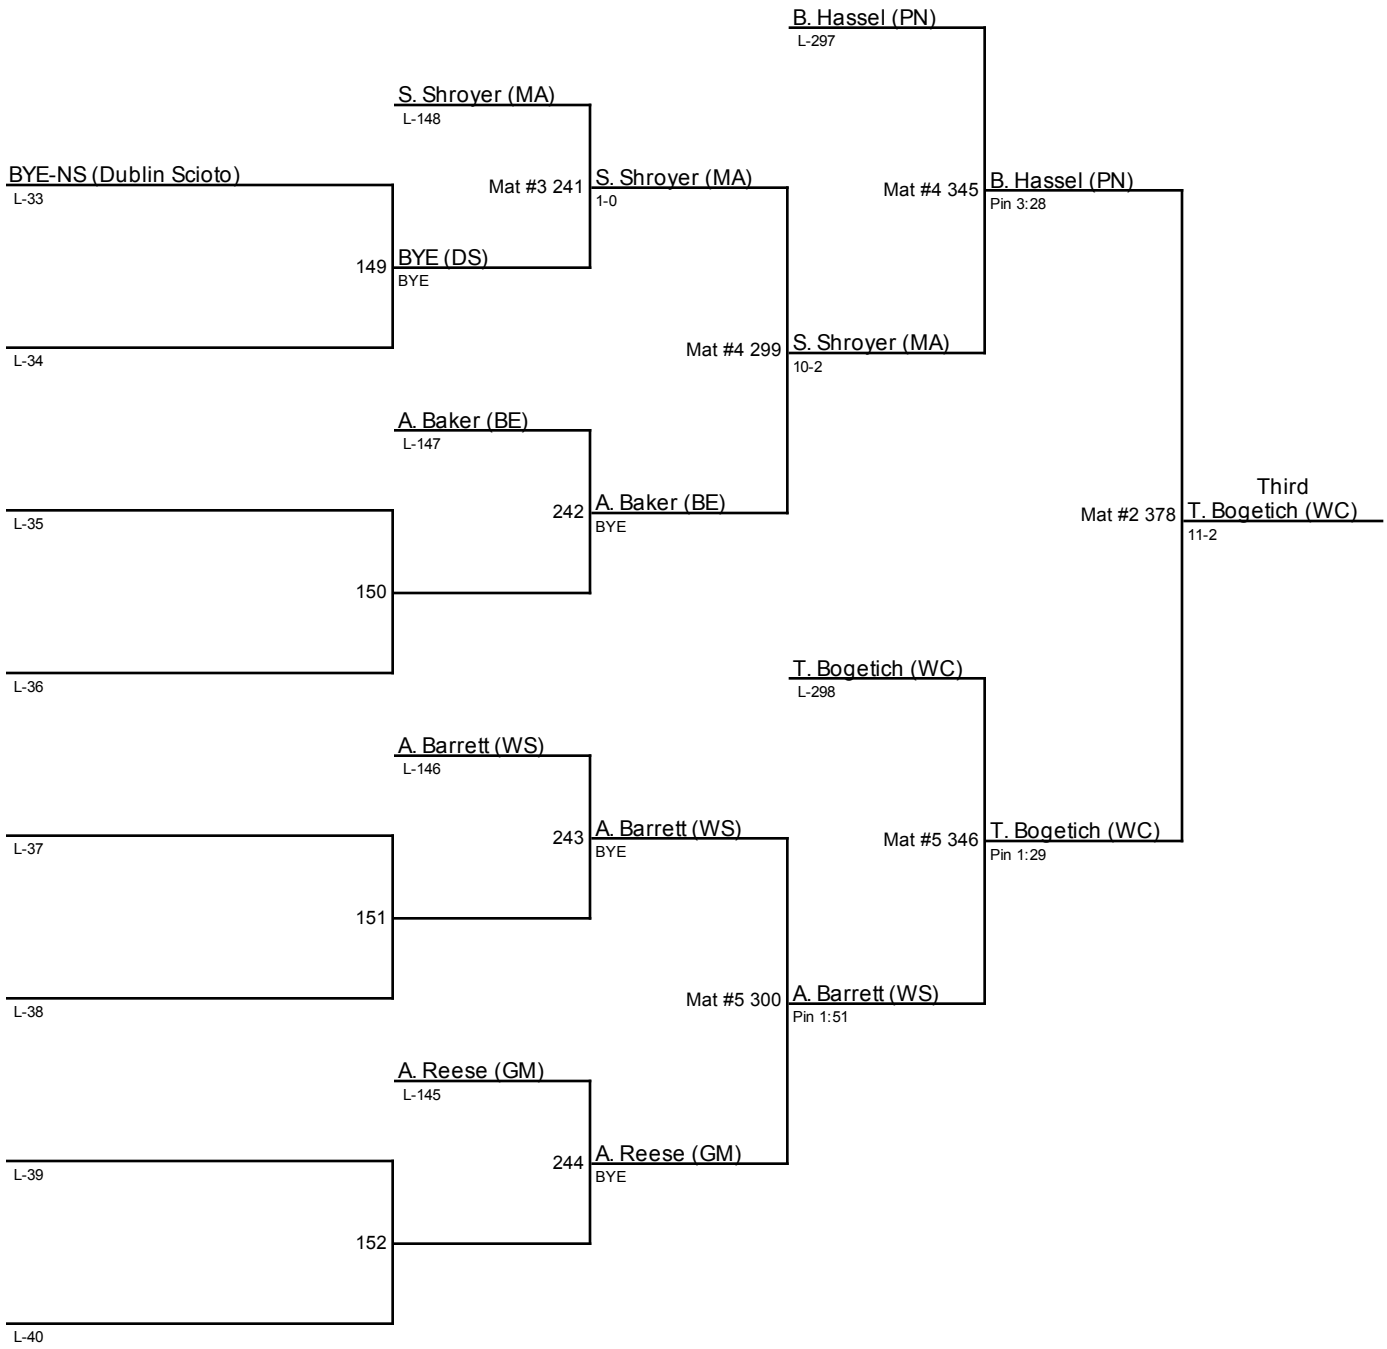 B. Hassel (PN)
L-297
S. Shroyer (MA)
L-148
BYE-NS (Dublin Scioto)
L-33
Mat #3 241
S. Shroyer (MA)
1-0
Mat #4 345
B. Hassel (PN)
Pin 3:28
149
BYE (DS)
BYE
L-34
Mat #4 299
S. Shroyer (MA)
10-2
A. Baker (BE)
L-147
L-35
242
A. Baker (BE)
BYE
Third
Mat #2 378
T. Bogetich (WC)
11-2
150
L-36
T. Bogetich (WC)
L-298
A. Barrett (WS)
L-146
L-37
243
A. Barrett (WS)
BYE
Mat #5 346
T. Bogetich (WC)
Pin 1:29
151
L-38
Mat #5 300
A. Barrett (WS)
Pin 1:51
A. Reese (GM)
L-145
L-39
244
A. Reese (GM)
BYE
152
L-40